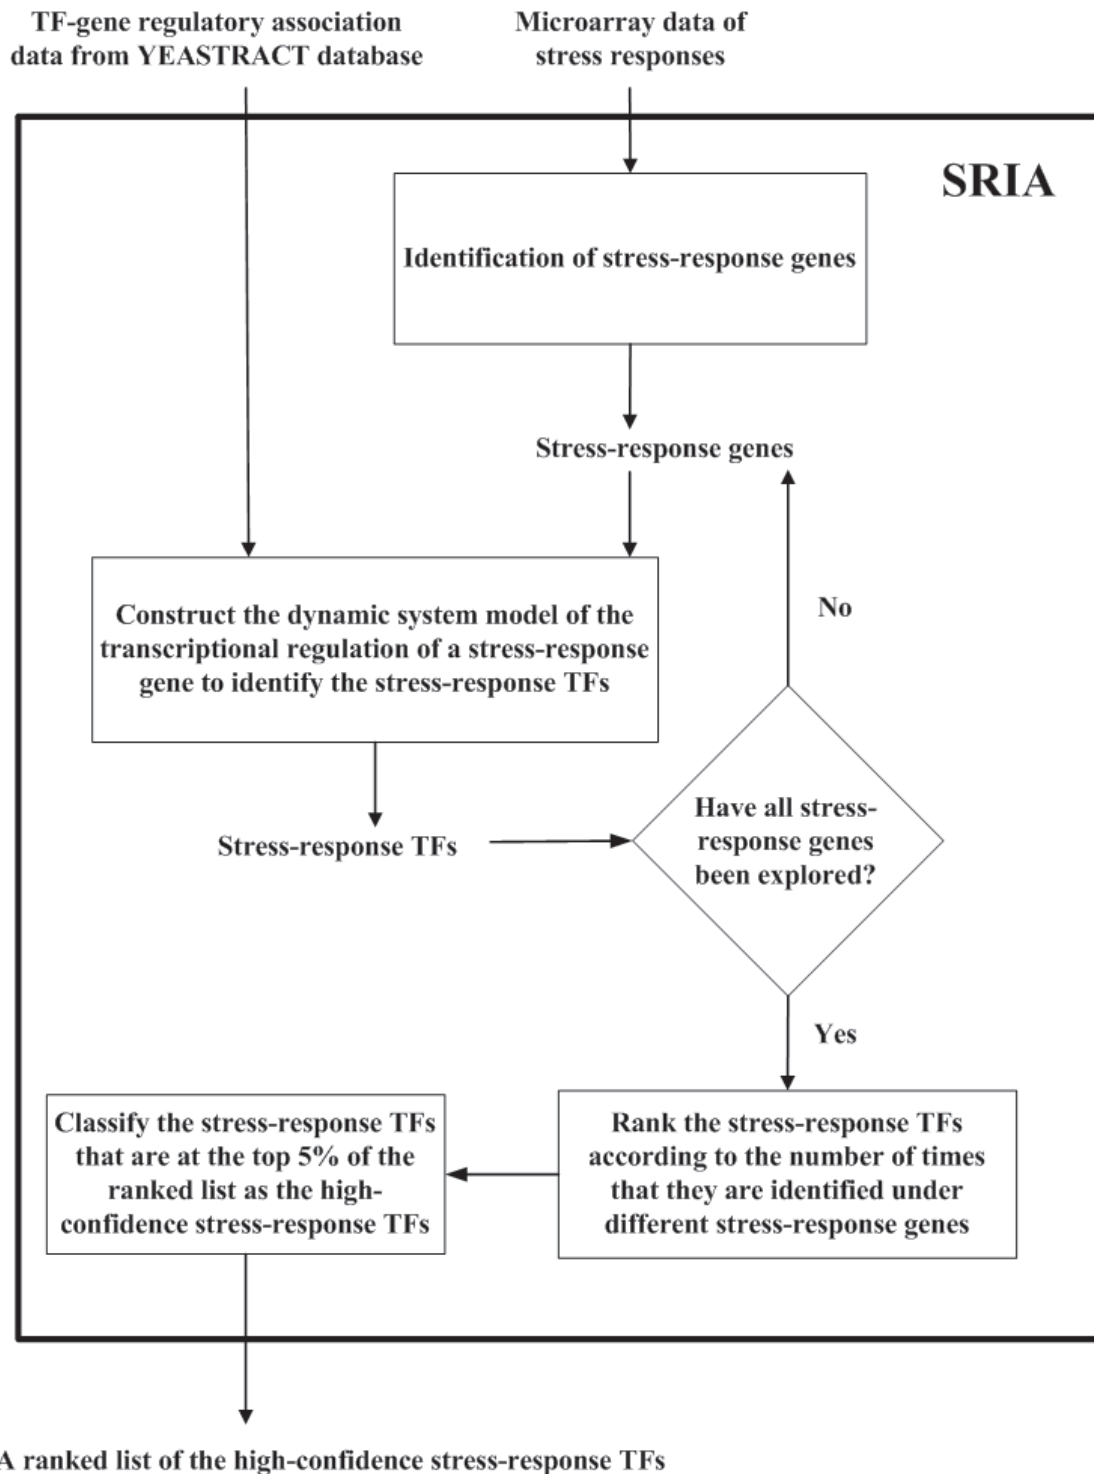 TF-gene regulatory association
data from YEASTRACT database
Microarray data of
stress responses
SRIA
Identification of stress-response genes
Stress-response genes
Construct the dynamic system model of the
transcriptional regulation of a stress-response
gene to identify the stress-response TFs
No
Stress-response TFs
Have all stress-
response genes
been explored?
Yes
Rank the stress-response TFs
according to the number of times
that they are identified under
different stress-response genes
Classify the stress-response TFs
that are at the top 5% of the
ranked list as the high-
confidence stress-response TFs
A ranked list of the high-confidence stress-response TFs